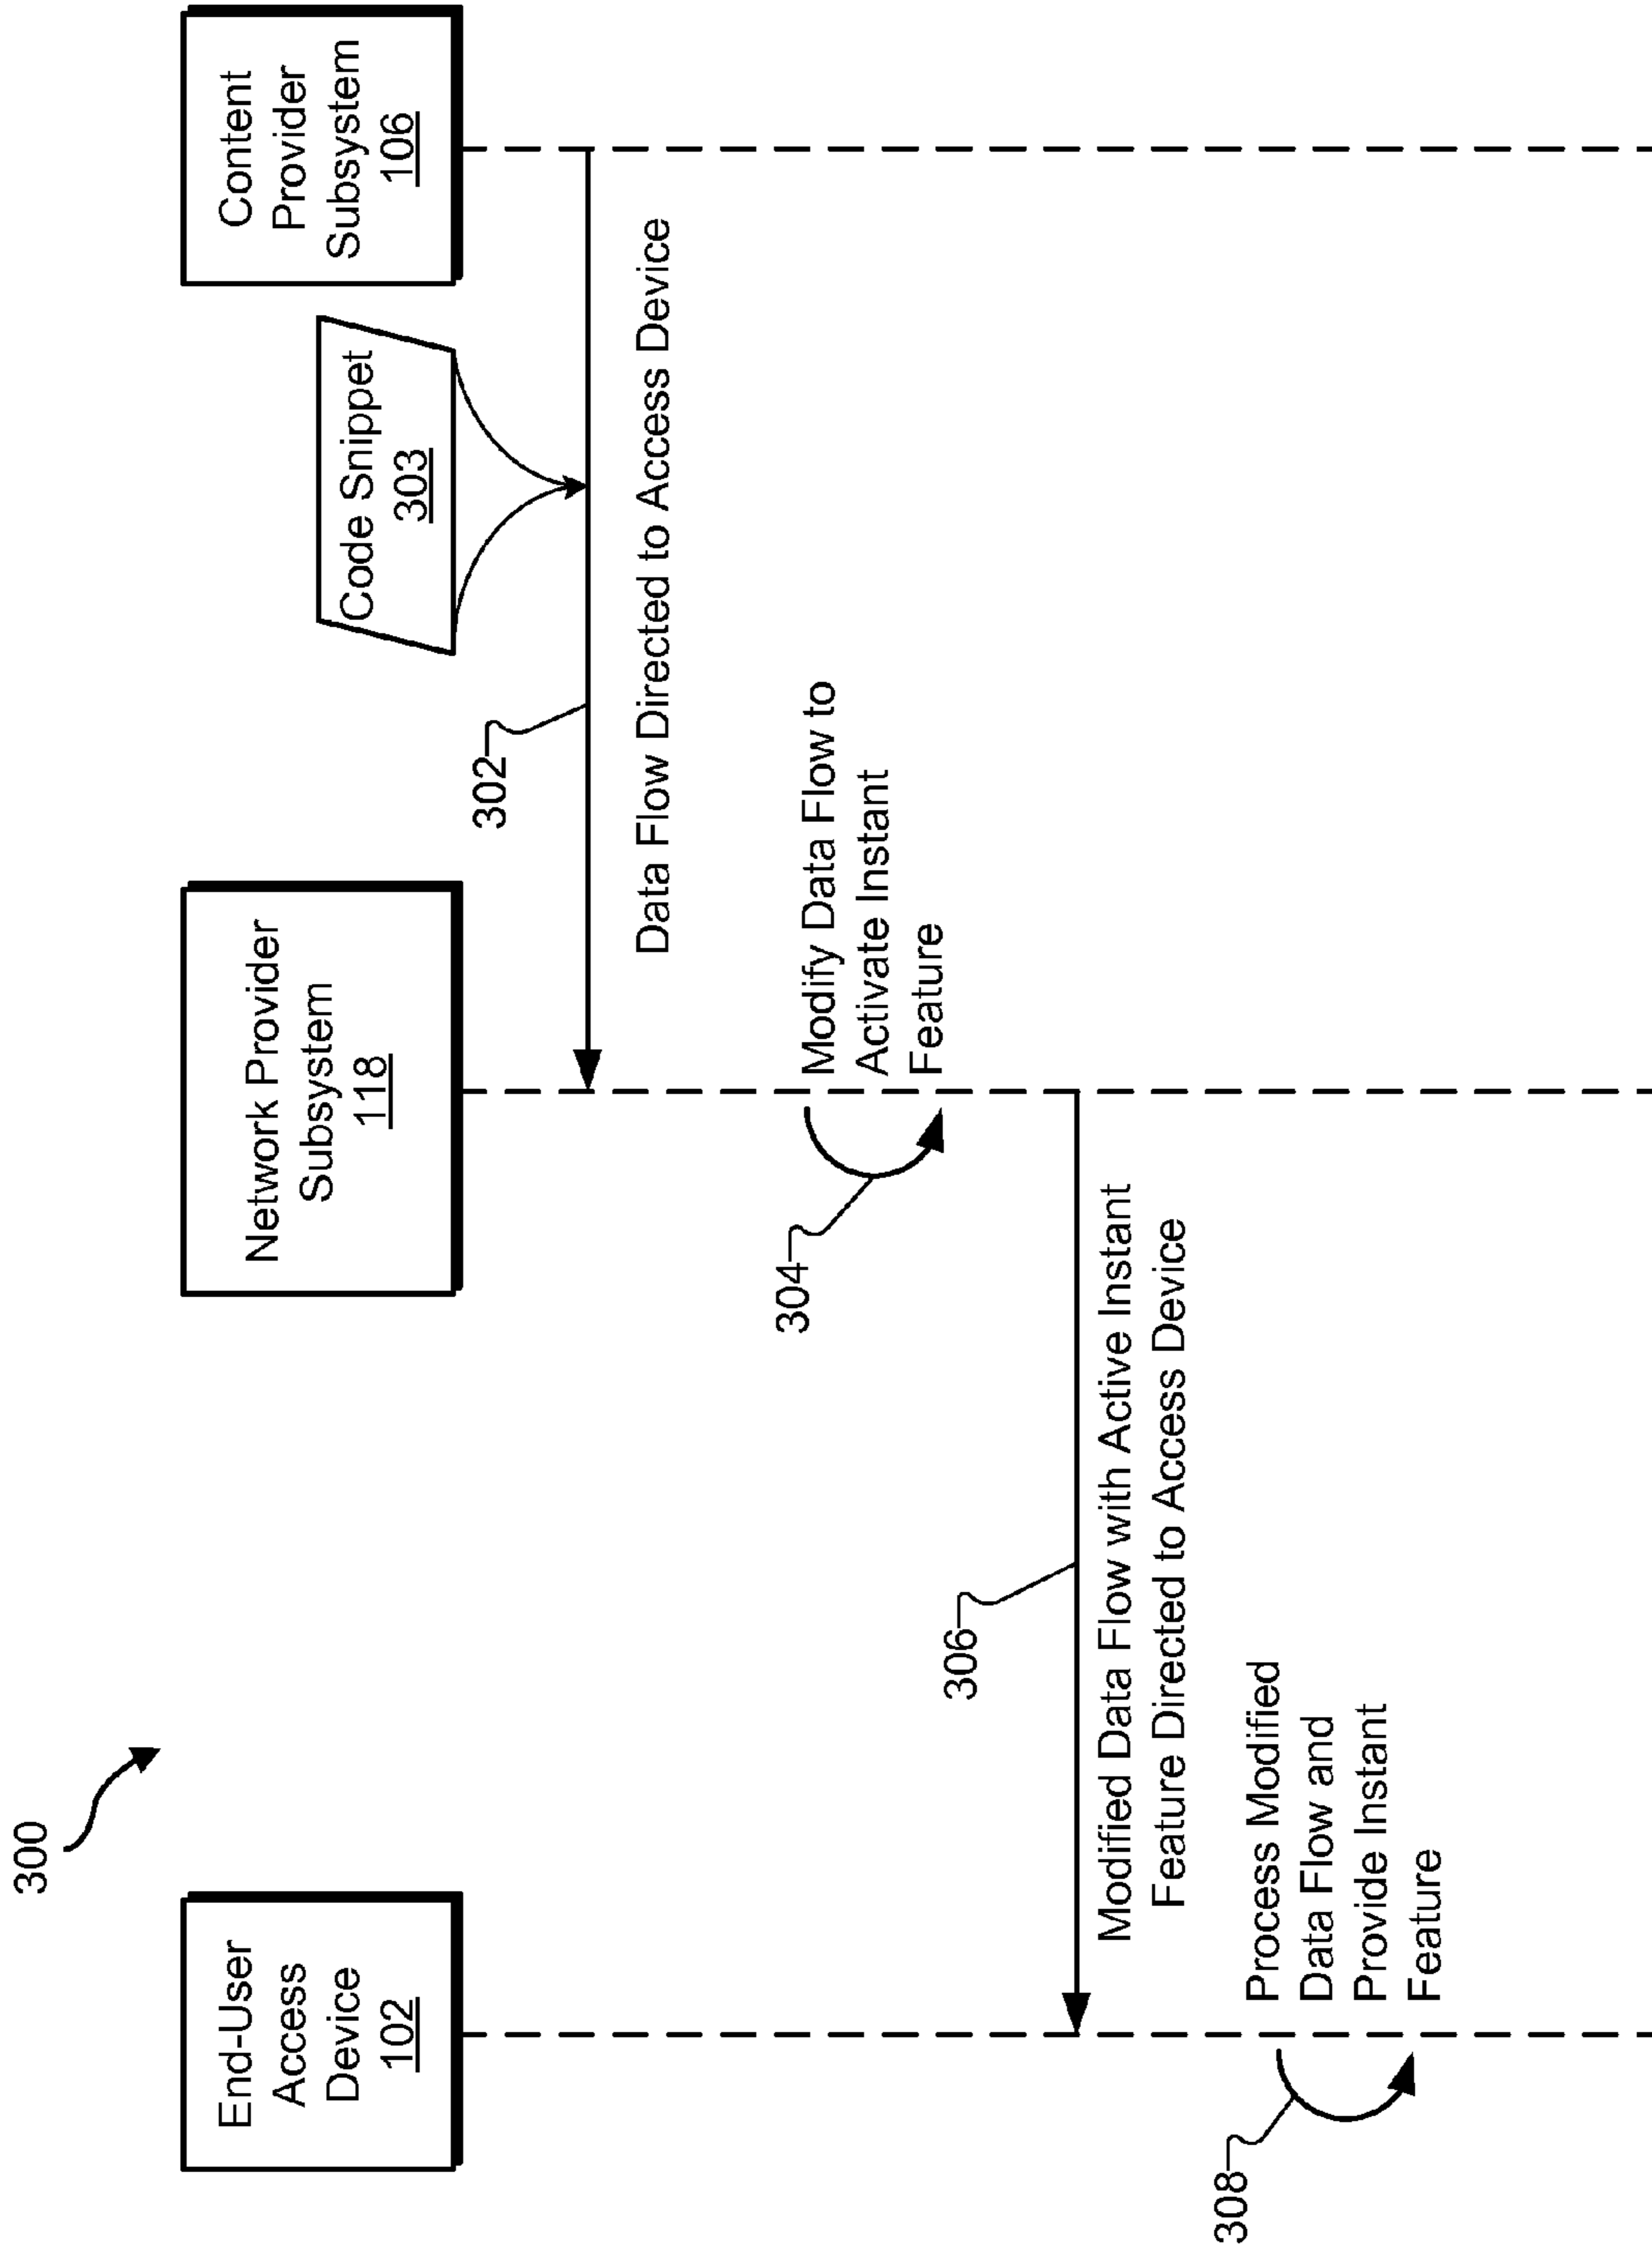 300
End-User
Access
Device
102
Network Provider
Subsystem
118
Content
Provider
Subsystem
106
Code Snippet
303
302
Data Flow Directed to Access Device
304
Modify Data Flow to
Activate Instant
Feature
306
Modified Data Flow with Active Instant
Feature Directed to Access Device
308
Process Modified
Data Flow and
Provide Instant
Feature